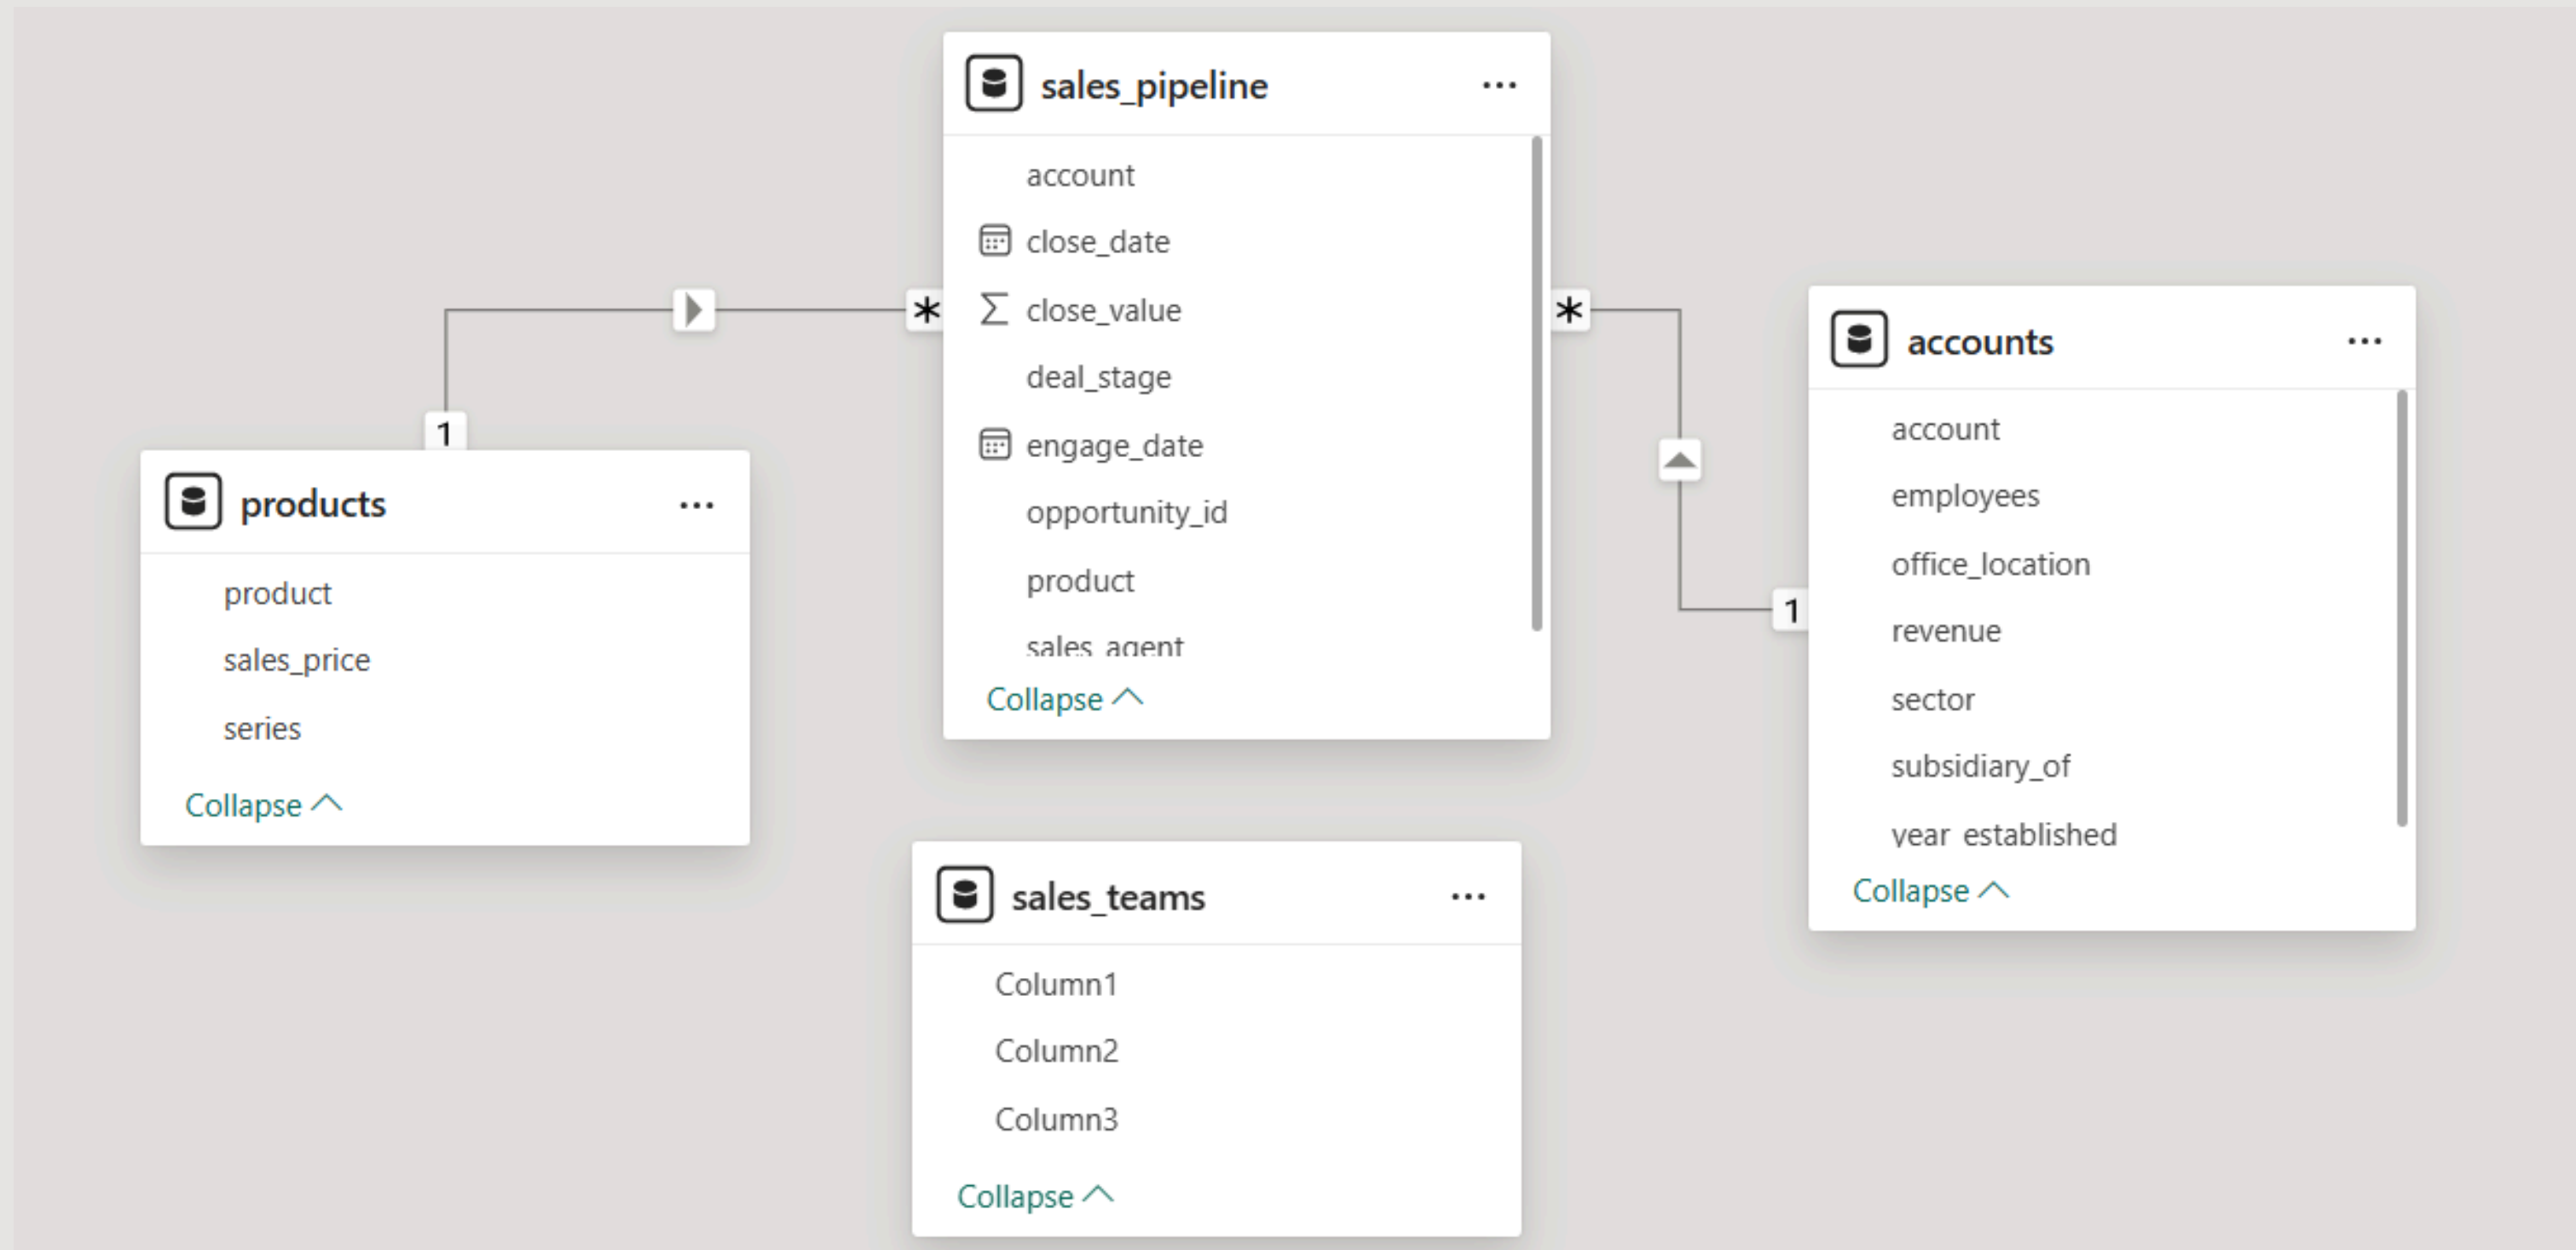 sales_pipeline
account
close_date
close_value
deal_stage
engage_date
opportunity_id
product
sales_agent
Collapse
*
*
1
1
products
product
sales_price
series
Collapse
accounts
account
employees
office_location
revenue
sector
subsidiary_of
year_established
Collapse
sales_teams
Column1
Column2
Column3
Collapse